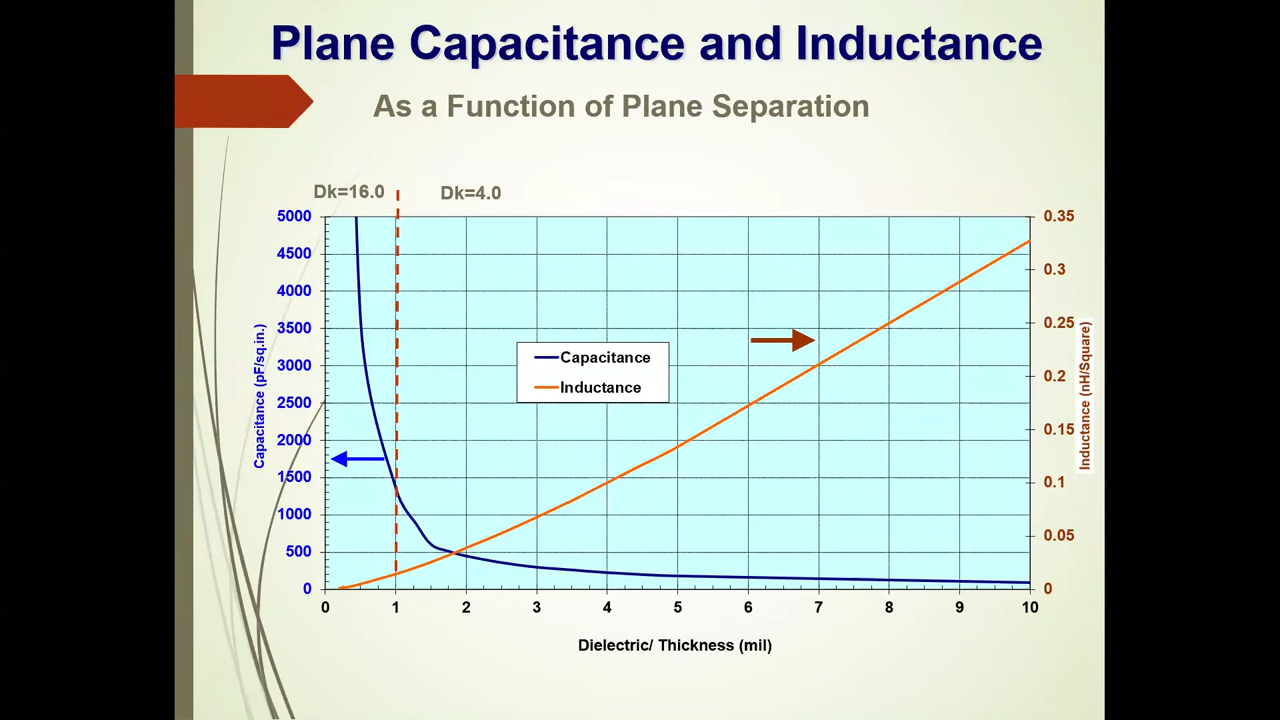 Plane Capacitance and Inductance
As a Function of Plane Separation
Dk=16.0
Dk=4.0
5000
4500
4000
3500
3000
2500
2000
1500
1000
500
0
Capacitance (pF/sq.in.)
Capacitance
Inductance
0.35
0.3
0.25
0.2
0.15
0.1
0.05
0
Inductance (nH/Square)
0 1 2 3 4 5 6 7 8 9 10
Dielectric/ Thickness (mil)